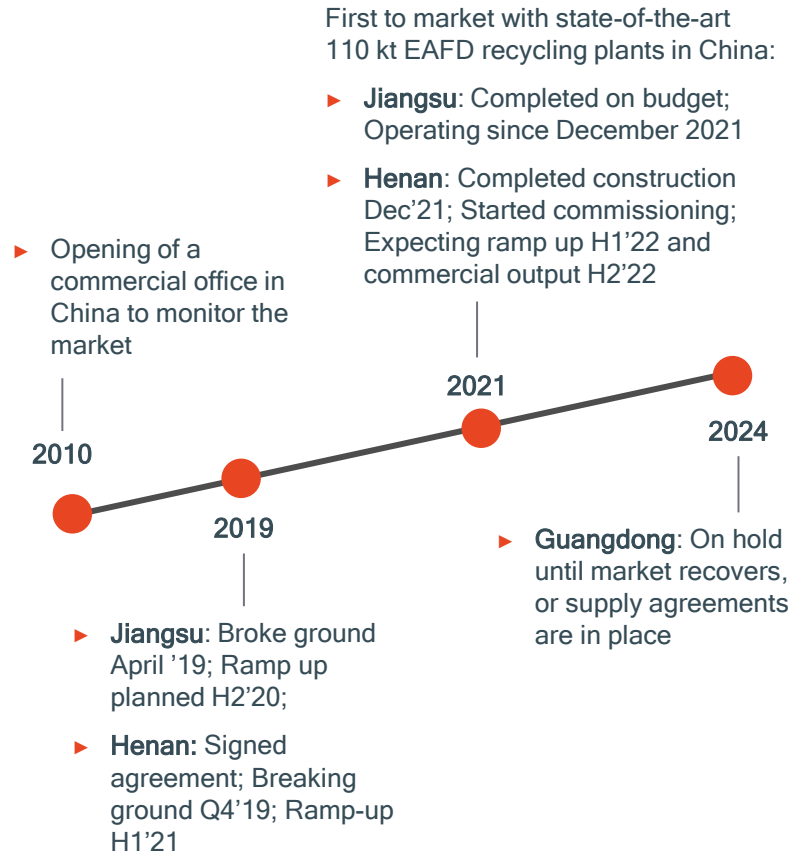 First to market with state-of-the-art
110 kt EAFD recycling plants in China:
► Jiangsu: Completed on budget;
Operating since December 2021
► Henan: Completed construction
Dec'21; Started commissioning;
Expecting ramp up H1'22 and
commercial output H2'22
► Opening of a
commercial office in
China to monitor the
market
2010
2019
2021
2024
► Jiangsu: Broke ground
April '19; Ramp up
planned H2'20;
► Henan: Signed
agreement; Breaking
ground Q4'19; Ramp-up
H1'21
► Guangdong: On hold
until market recovers,
or supply agreements
are in place